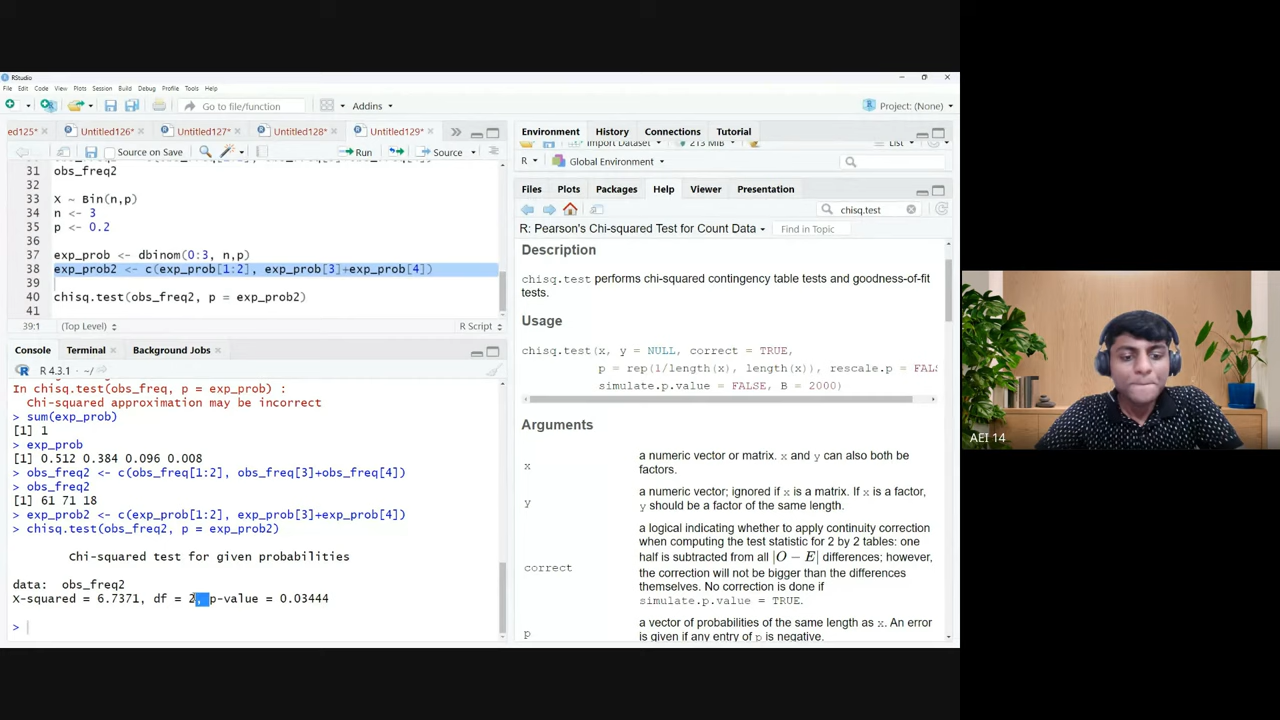 RStudio
File Edit Code View Plots Session Build Debug Profile Tools Help
Go to file/function
Addins
Project: (None)
ed125*
Untitled126*
Untitled127*
Untitled128*
Untitled129*
Source on Save
Run
Source
31 obs_freq2
32
33 X ~ Bin(n,p)
34 n <- 3
35 p <- 0.2
36
37 exp_prob <- dbinom(0:3, n,p)
38 exp_prob2 <- c(exp_prob[1:2], exp_prob[3]+exp_prob[4])
39
40 chisq.test(obs_freq2, p = exp_prob2)
41
39:1 (Top Level) R Script
Console Terminal Background Jobs
R 4.3.1 · ~/
In chisq.test(obs_freq, p = exp_prob) :
Chi-squared approximation may be incorrect
> sum(exp_prob)
[1] 1
> exp_prob
[1] 0.512 0.384 0.096 0.008
> obs_freq2 <- c(obs_freq[1:2], obs_freq[3]+obs_freq[4])
> obs_freq2
[1] 61 71 18
> exp_prob2 <- c(exp_prob[1:2], exp_prob[3]+exp_prob[4])
> chisq.test(obs_freq2, p = exp_prob2)
Chi-squared test for given probabilities
data: obs_freq2
X-squared = 6.7371, df = 2, p-value = 0.03444
>
Environment History Connections Tutorial
Import Dataset 213 MiB List
R Global Environment
Files Plots Packages Help Viewer Presentation
chisq.test
R: Pearson's Chi-squared Test for Count Data Find in Topic
Description
chisq.test performs chi-squared contingency table tests and goodness-of-fit
tests.
Usage
chisq.test(x, y = NULL, correct = TRUE,
p = rep(1/length(x), length(x)), rescale.p = FAL
simulate.p.value = FALSE, B = 2000)
Arguments
x a numeric vector or matrix. x and y can also both be
factors.
y a numeric vector; ignored if x is a matrix. If x is a factor,
y should be a factor of the same length.
correct a logical indicating whether to apply continuity correction
when computing the test statistic for 2 by 2 tables: one
half is subtracted from all |O − E| differences; however,
the correction will not be bigger than the differences
themselves. No correction is done if
simulate.p.value = TRUE.
p a vector of probabilities of the same length as x. An error
is given if any entry of p is negative.
AEI 14